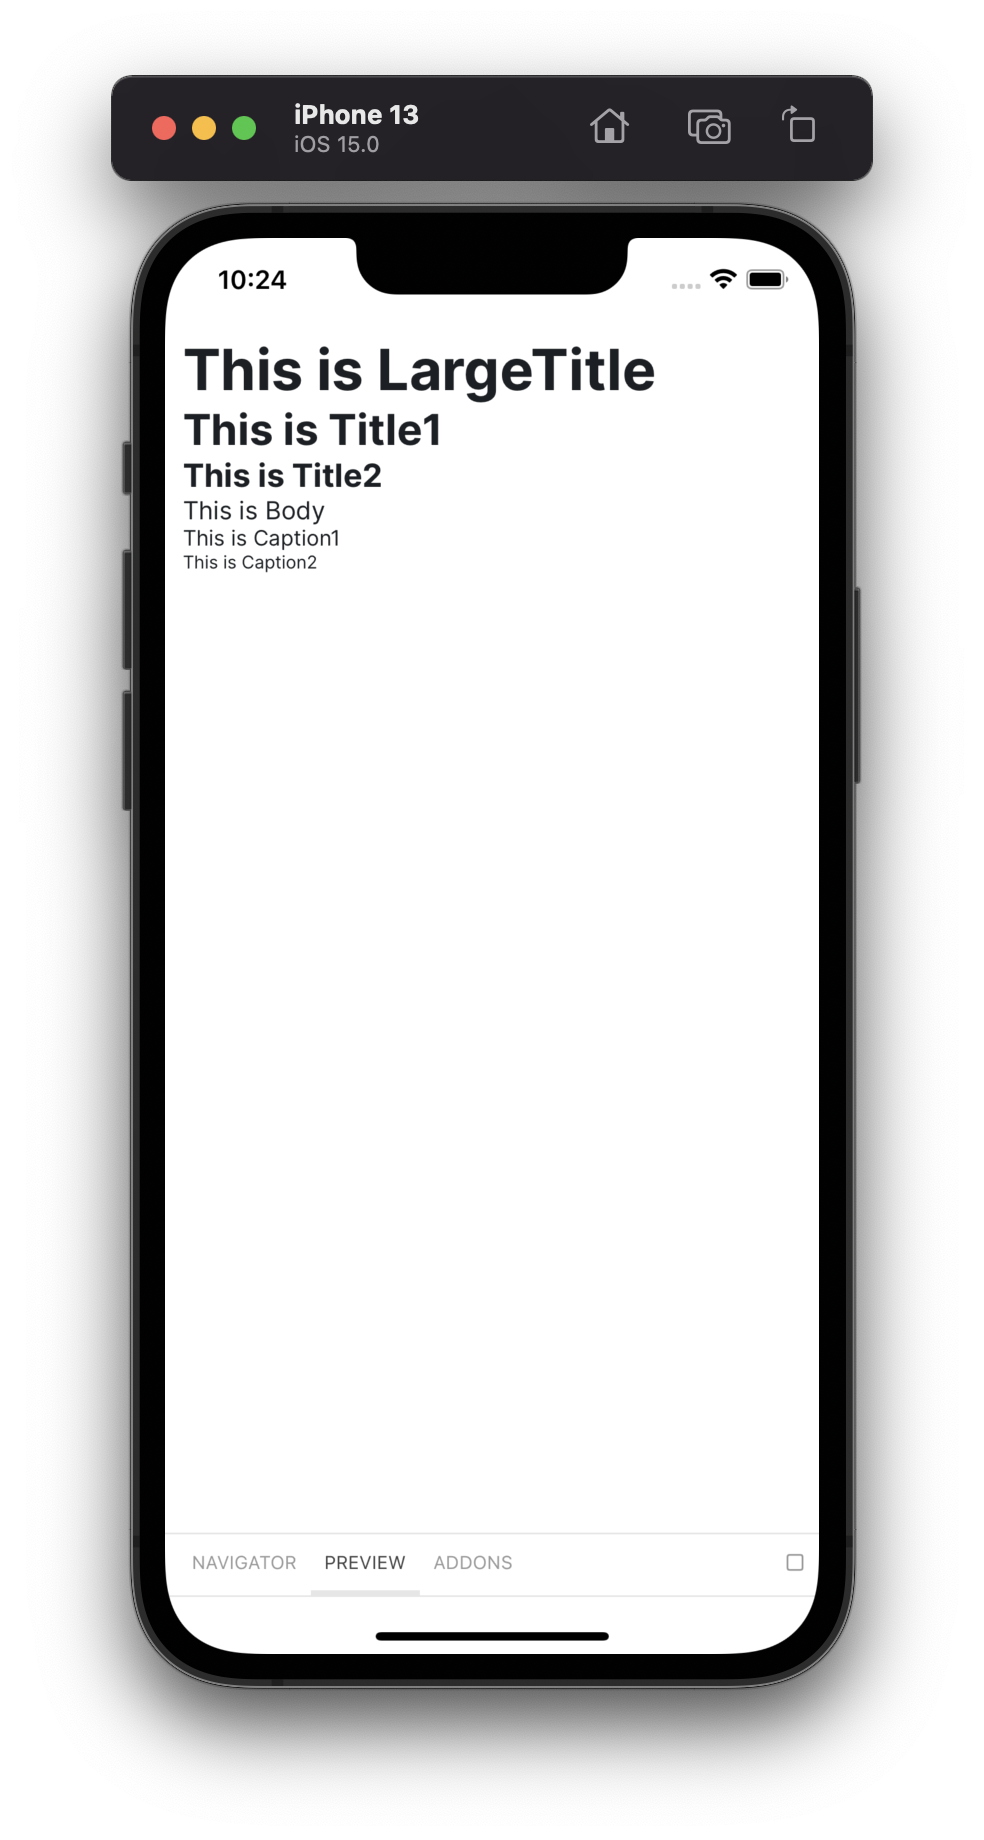 iPhone 13
iOS 15.0
10:24
This is LargeTitle
This is Title1
This is Title2
This is Body
This is Caption1
This is Caption2
NAVIGATOR PREVIEW ADDONS